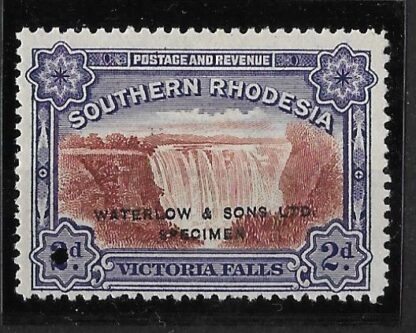 POSTAGE AND REVENUE
SOUTHERN RHODESIA
WATERLOW & SONS LTD.
SPECIMEN
2d. 2d.
VICTORIA FALLS